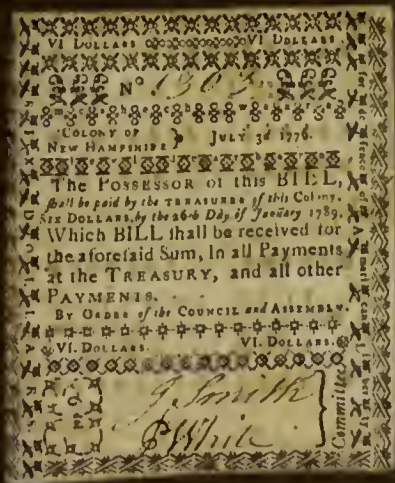 VI DOLLARS VI DOLLARS
No 1303
COLONY OF
NEW HAMPSHIRE } JULY 3d 1776.
The POSSESSOR of this BILL,
ſhall be paid by the TREASURER of this Colony,
SIX DOLLARS, by the 26th Day of January 1789.
Which BILL ſhall be received for
the aforeſaid Sum, In all Payments
at the TREASURY, and all other
PAYMENTS.
BY ORDER of the COUNCIL and ASSEMBLY.
VI. DOLLARS. VI. DOLLARS.
J. Smith
P White
Committee